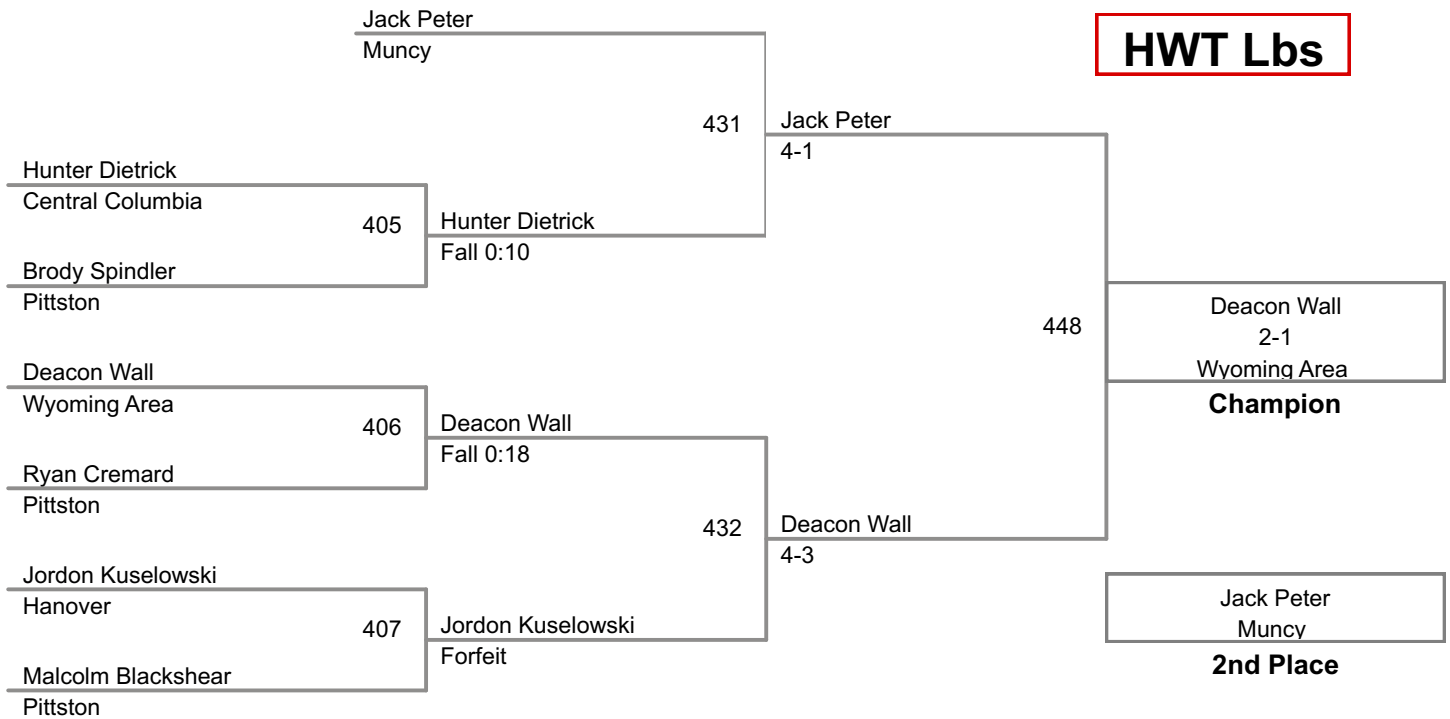 Jack Peter
Muncy
HWT Lbs
431
Jack Peter
4-1
Hunter Dietrick
Central Columbia
405
Hunter Dietrick
Fall 0:10
Brody Spindler
Pittston
448
Deacon Wall
2-1
Wyoming Area
Champion
Deacon Wall
Wyoming Area
406
Deacon Wall
Fall 0:18
Ryan Cremard
Pittston
432
Deacon Wall
4-3
Jordon Kuselowski
Hanover
407
Jordon Kuselowski
Forfeit
Malcolm Blackshear
Pittston
Jack Peter
Muncy
2nd Place